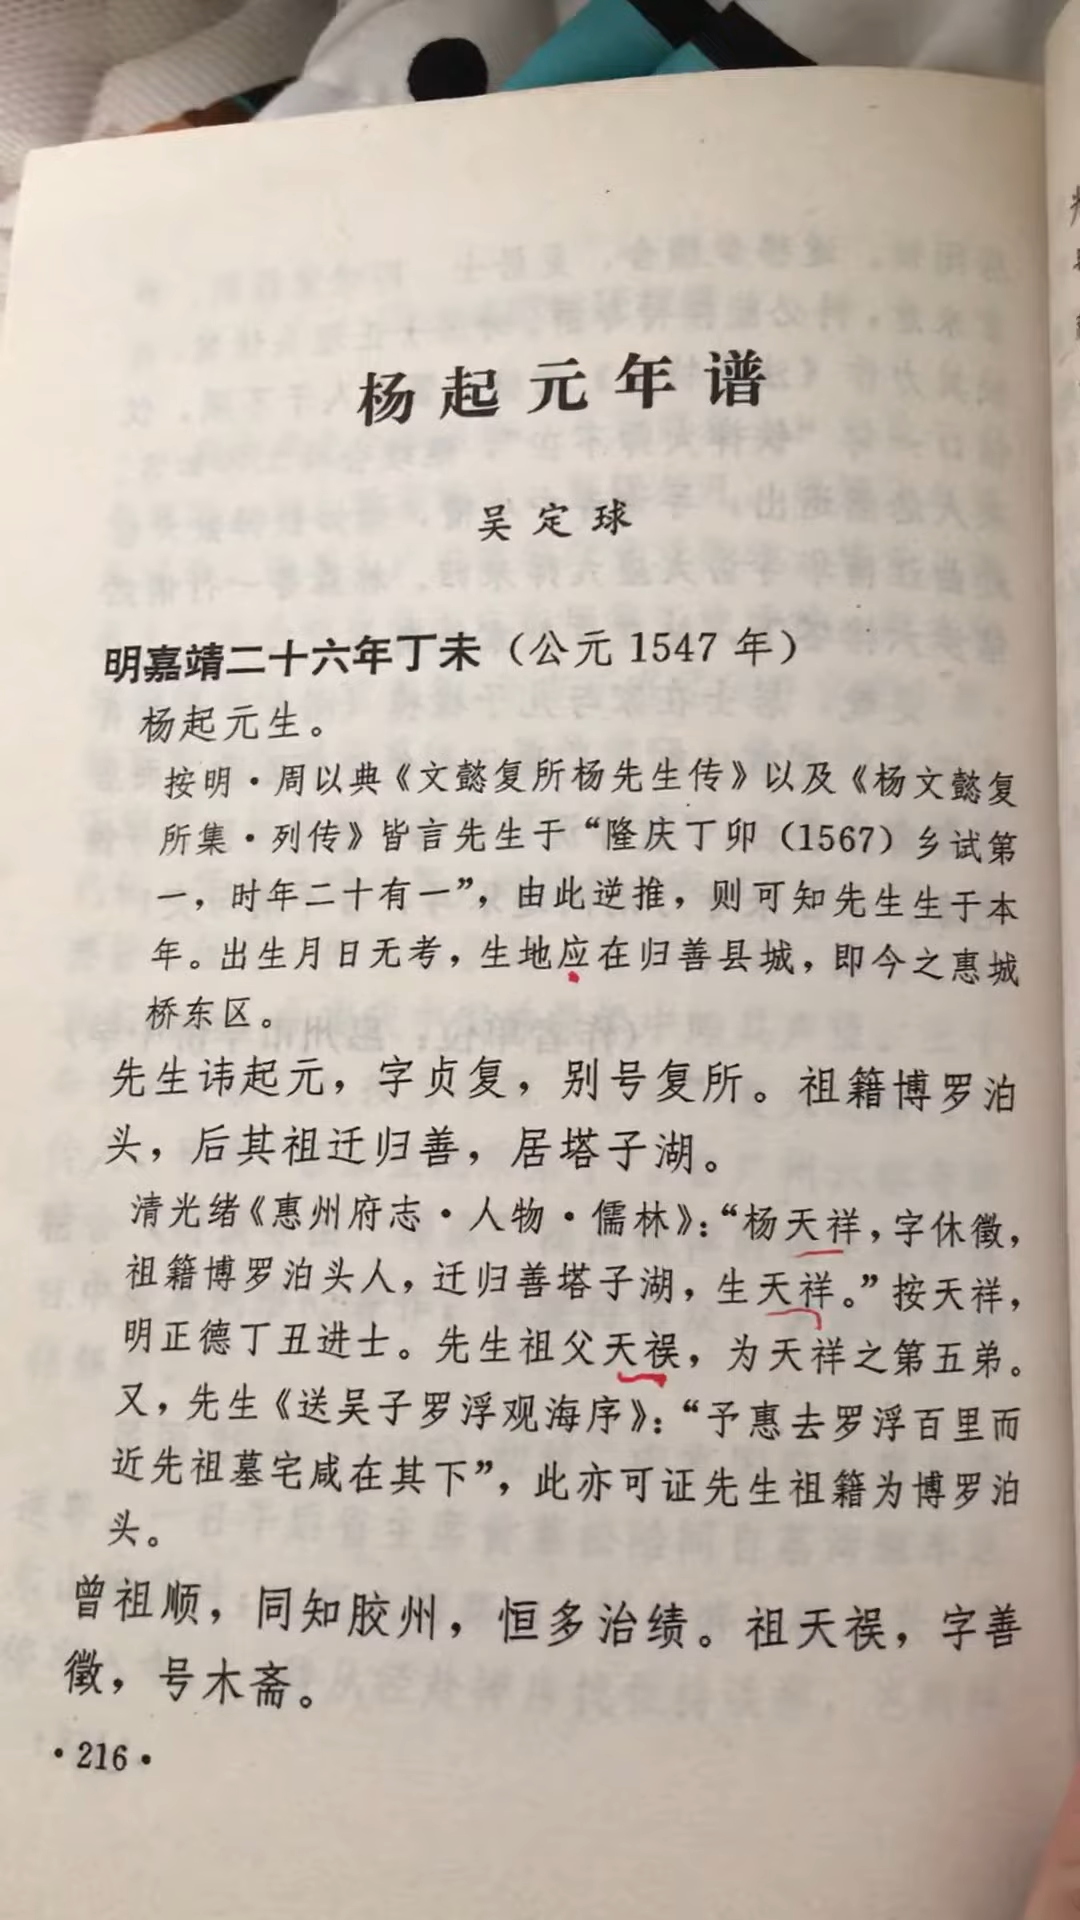 杨起元年谱
吴定球
明嘉靖二十六年丁未（公元1547年）
杨起元生。
按明·周以典《文懿复所杨先生传》以及《杨文懿复
所集·列传》皆言先生于“隆庆丁卯（1567）乡试第
一，时年二十有一”，由此逆推，则可知先生生于本
年。出生月日无考，生地应在归善县城，即今之惠城
桥东区。
先生讳起元，字贞复，别号复所。祖籍博罗泊
头，后其祖迁归善，居塔子湖。
清光绪《惠州府志·人物·儒林》：“杨天祥，字休徵，
祖籍博罗泊头人，迁归善塔子湖，生天祥。”按天祥，
明正德丁丑进士。先生祖父天祦，为天祥之第五弟。
又，先生《送吴子罗浮观海序》：“予惠去罗浮百里而
近先祖墓宅咸在其下”，此亦可证先生祖籍为博罗泊
头。
曾祖顺，同知胶州，恒多治绩。祖天祦，字善
徵，号木斋。
·216·